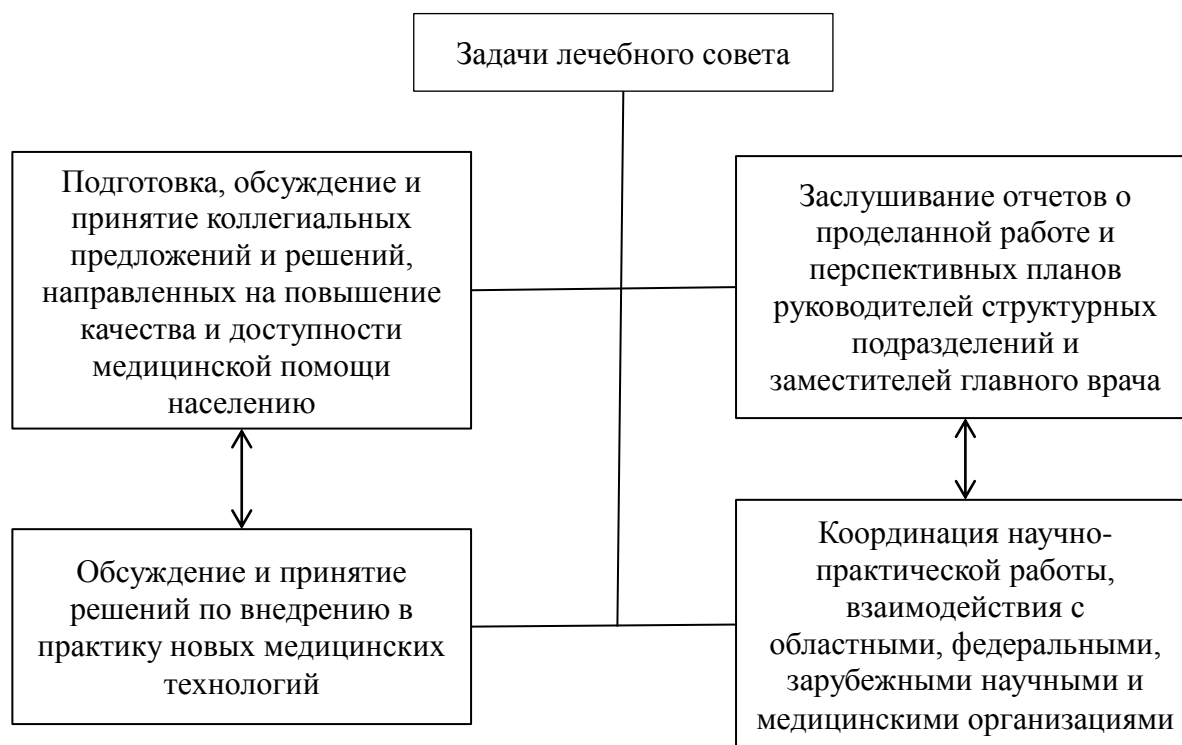 Задачи лечебного совета
Подготовка, обсуждение и
принятие коллегиальных
предложений и решений,
направленных на повышение
качества и доступности
медицинской помощи
населению
Заслушивание отчетов о
проделанной работе и
перспективных планов
руководителей структурных
подразделений и
заместителей главного врача
Обсуждение и принятие
решений по внедрению в
практику новых медицинских
технологий
Координация научно-
практической работы,
взаимодействия с
областными, федеральными,
зарубежными научными и
медицинскими организациями